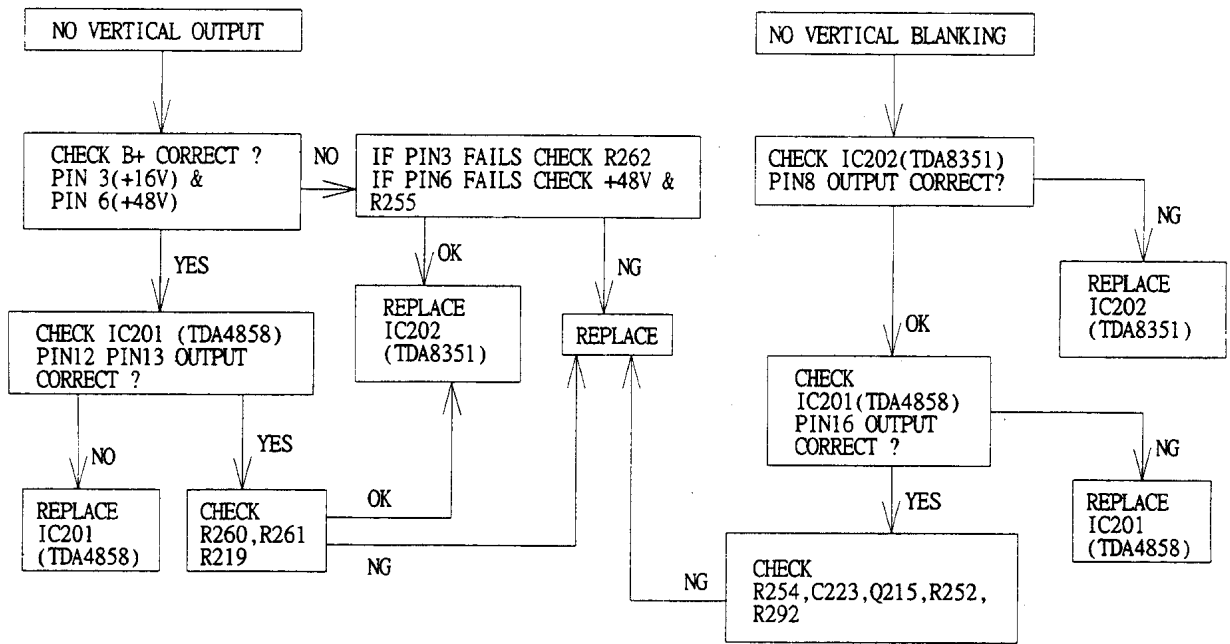 NO VERTICAL OUTPUT
CHECK B+ CORRECT ?
PIN 3(+16V) &
PIN 6(+48V)
NO
IF PIN3 FAILS CHECK R262
IF PIN6 FAILS CHECK +48V &
R255
YES
OK
NG
CHECK IC201 (TDA4858)
PIN12 PIN13 OUTPUT
CORRECT ?
REPLACE
IC202
(TDA8351)
REPLACE
NO
YES
REPLACE
IC201
(TDA4858)
CHECK
R260,R261
R219
OK
NG
NO VERTICAL BLANKING
CHECK IC202(TDA8351)
PIN8 OUTPUT CORRECT?
NG
REPLACE
IC202
(TDA8351)
OK
CHECK
IC201(TDA4858)
PIN16 OUTPUT
CORRECT ?
NG
REPLACE
IC201
(TDA4858)
YES
CHECK
R254,C223,Q215,R252,
R292
NG